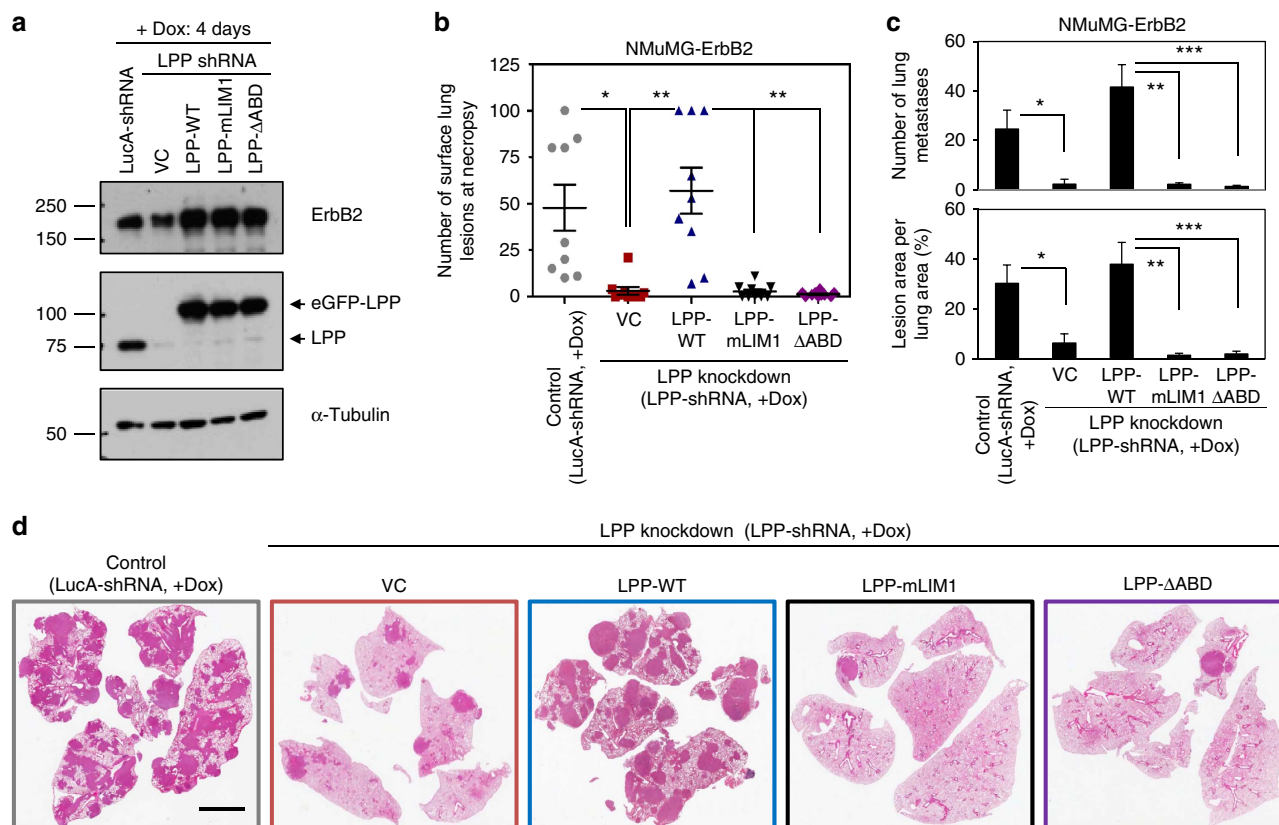 a
+ Dox: 4 days
LPP shRNA
LucA-shRNA
VC
LPP-WT
LPP-mLIM1
LPP-ΔABD
250
150
ErbB2
100
75
eGFP-LPP
LPP
50
α-Tubulin
b
NMuMG-ErbB2
Number of surface lung
lesions at necropsy
125
100
75
50
25
0
* ** **
Control
(LucA-shRNA, +Dox)
VC
LPP-
WT
LPP-
mLIM1
LPP-
ΔABD
LPP knockdown
(LPP-shRNA, +Dox)
c
NMuMG-ErbB2
Number of lung
metastases
60
40
20
0
*
***
**
Lesion area per
lung area (%)
60
40
20
0
*
***
**
Control
(LucA-shRNA,
+Dox)
VC
LPP-
WT
LPP-
mLIM1
LPP-
ΔABD
LPP knockdown
(LPP-shRNA, +Dox)
d
LPP knockdown (LPP-shRNA, +Dox)
Control
(LucA-shRNA, +Dox)
VC
LPP-WT
LPP-mLIM1
LPP-ΔABD